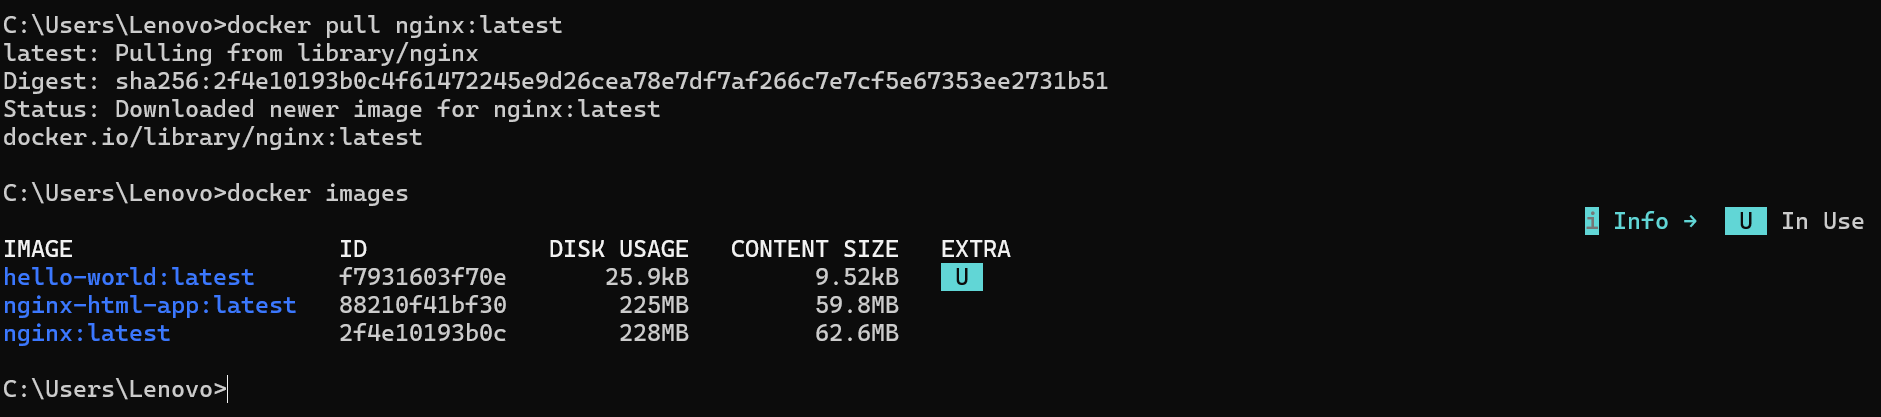 C:\Users\Lenovo>docker pull nginx:latest
latest: Pulling from library/nginx
Digest: sha256:2f4e10193b0c4f61472245e9d26cea78e7df7af266c7e7cf5e67353ee2731b51
Status: Downloaded newer image for nginx:latest
docker.io/library/nginx:latest
C:\Users\Lenovo>docker images
i Info → U In Use
IMAGE ID DISK USAGE CONTENT SIZE EXTRA
hello-world:latest f7931603f70e 25.9kB 9.52kB U
nginx-html-app:latest 88210f41bf30 225MB 59.8MB
nginx:latest 2f4e10193b0c 228MB 62.6MB
C:\Users\Lenovo>